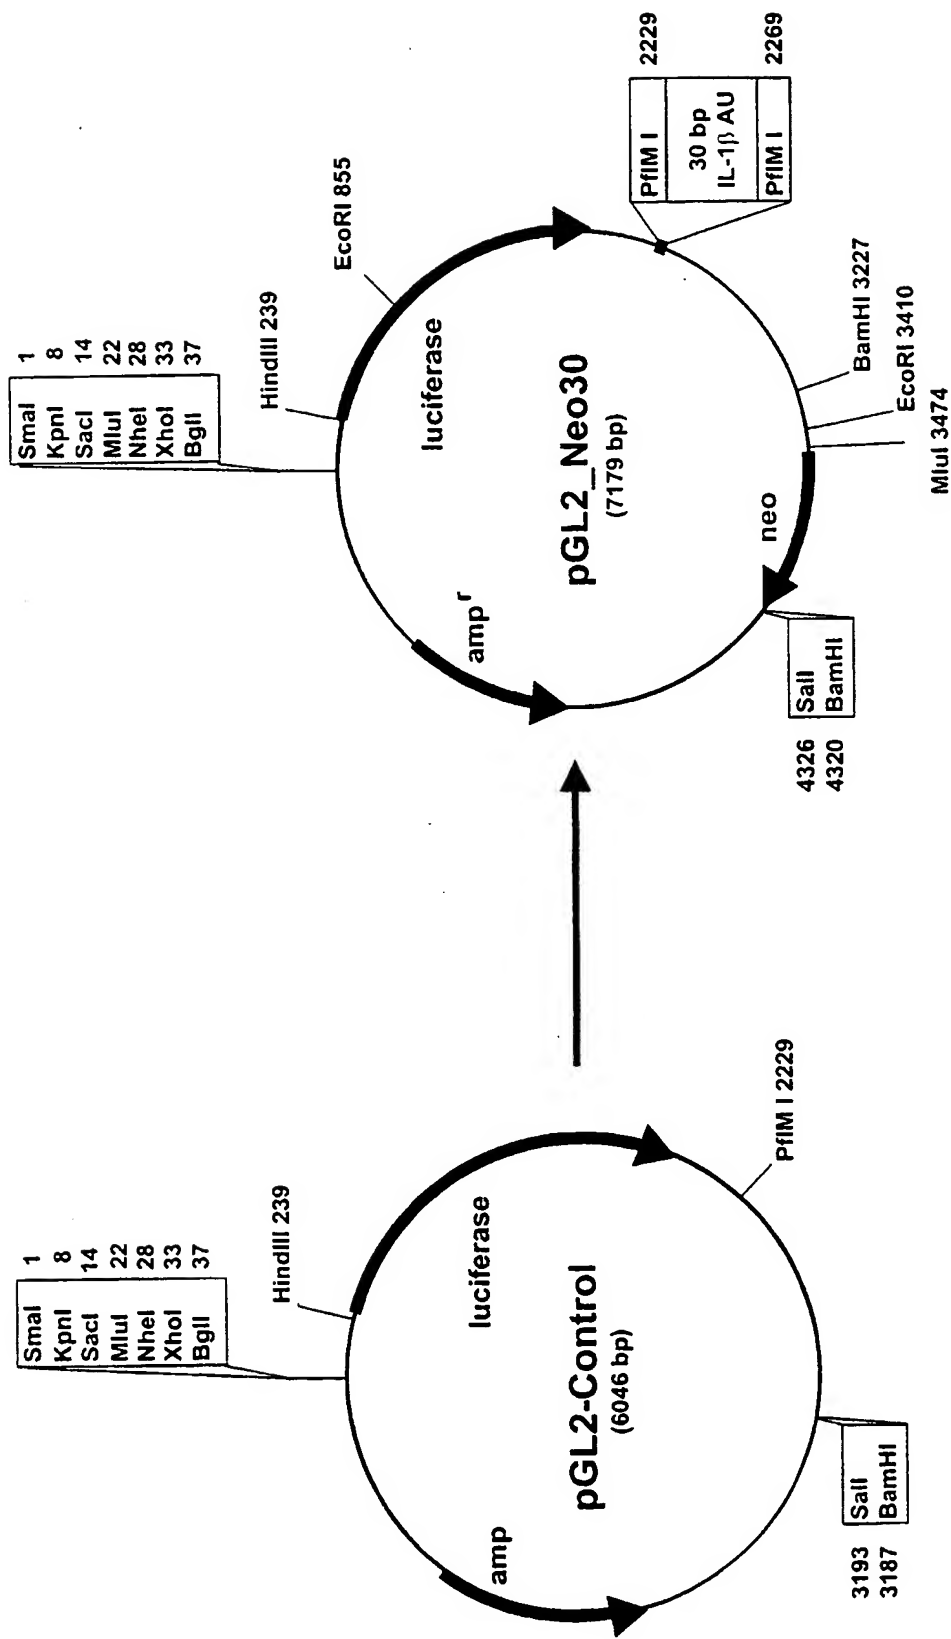 SmaI 1
KpnI 8
SacI 14
MluI 22
NheI 28
XhoI 33
BglI 37
HindIII 239
luciferase
PflM I 2229
amp
pGL2-Control
(6046 bp)
3193 SalI
3187 BamHI
SmaI 1
KpnI 8
SacI 14
MluI 22
NheI 28
XhoI 33
BglI 37
HindIII 239
EcoRI 855
luciferase
amp r
pGL2_Neo30
(7179 bp)
PflM I 2229
30 bp
IL-1β AU
PflM I 2269
BamHI 3227
EcoRI 3410
MluI 3474
neo
4326 SalI
4320 BamHI